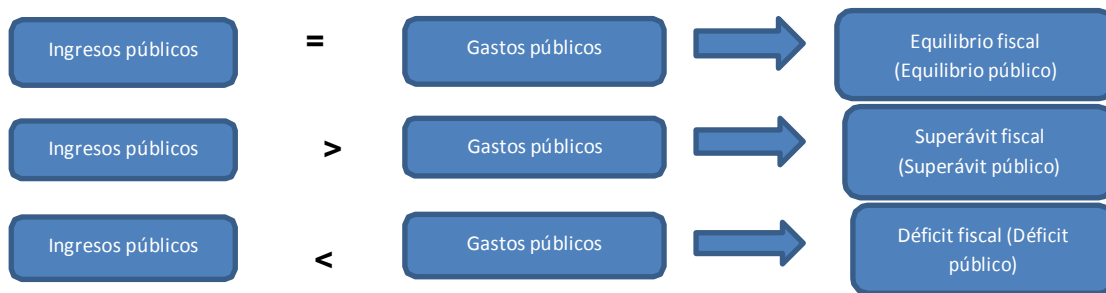 Ingresos públicos = Gastos públicos Equilibrio fiscal
(Equilibrio público)
Ingresos públicos > Gastos públicos Superávit fiscal
(Superávit público)
Ingresos públicos < Gastos públicos Déficit fiscal (Déficit
público)